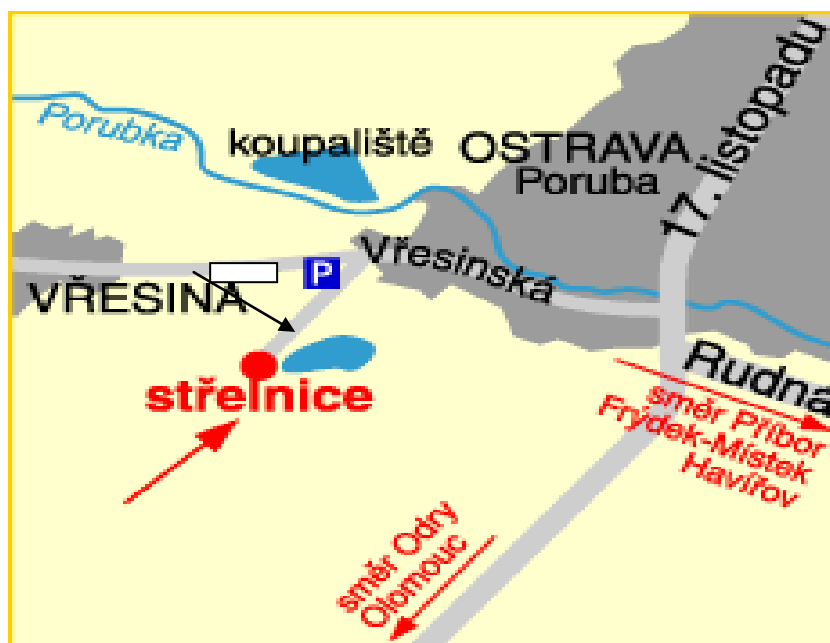 17. listopadu
Porubka
koupaliště
OSTRAVA
Poruba
Vřesinská
P
VŘESINA
střelnice
Rudná
směr Příbor
Frýdek-Místek
Havířov
směr Odry
Olomouc